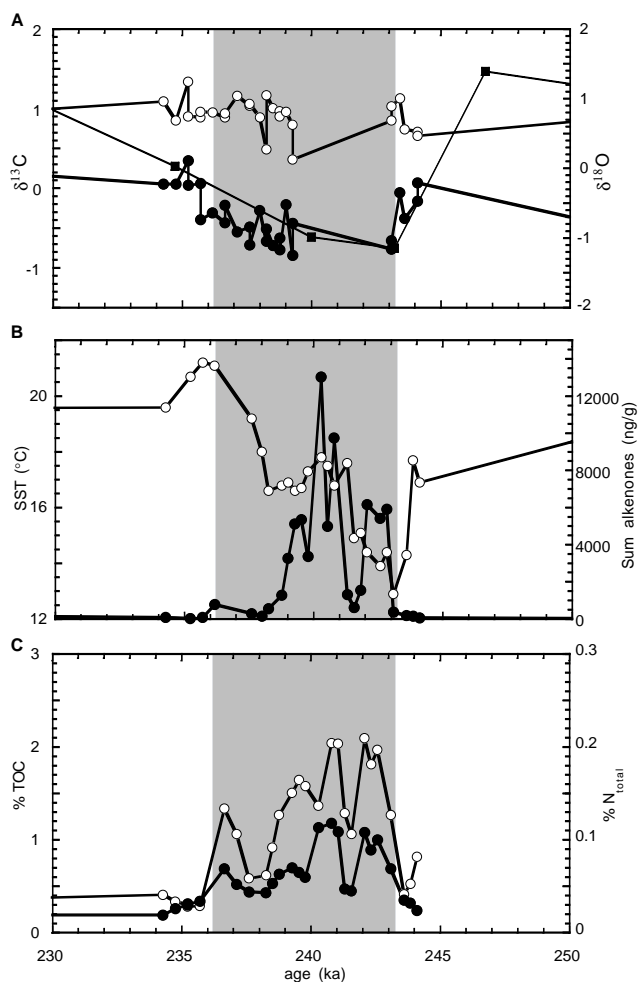 A
2
1
0
-1
δ13C
2
1
0
-1
-2
δ18O
B
20
16
12
SST (°C)
12000
8000
4000
0
Sum alkenones (ng/g)
C
3
2
1
0
% TOC
0.3
0.2
0.1
0
% Ntotal
230 235 240 245 250
age (ka)